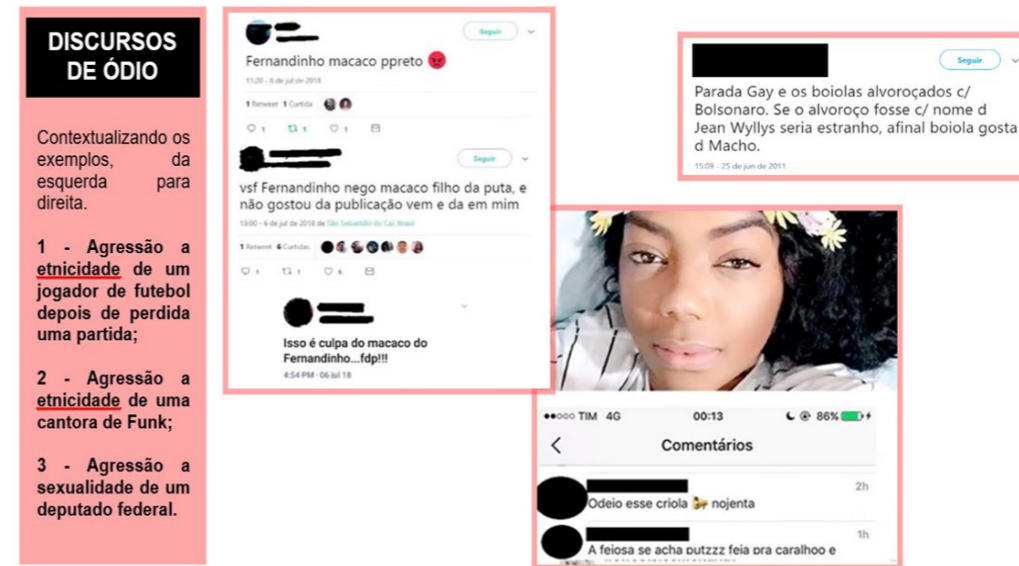 DISCURSOS
DE ÓDIO
Contextualizando os
exemplos, da
esquerda para
direita.
1 - Agressão a
etnicidade de um
jogador de futebol
depois de perdida
uma partida;
2 - Agressão a
etnicidade de uma
cantora de Funk;
3 - Agressão a
sexualidade de um
deputado federal.
Seguir
Fernandinho macaco ppreto
11:20 - 6 de jul de 2018
1 Retweet 1 Curtida
1 1 1
Seguir
vsf Fernandinho nego macaco filho da puta, e
não gostou da publicação vem e da em mim
13:00 - 6 de jul de 2018 de São Sebastião do Caí, Brasil
1 Retweet 6 Curtidas
1 1 6
Isso é culpa do macaco do
Fernandinho...fdp!!!
4:54 PM - 06 jul 18
Seguir
Parada Gay e os boiolas alvoroçados c/
Bolsonaro. Se o alvoroço fosse c/ nome d
Jean Wyllys seria estranho, afinal boiola gosta
d Macho.
15:09 - 25 de jun de 2011
TIM 4G 00:13 86%
Comentários
2h
Odeio esse criola nojenta
1h
A feiosa se acha putzzz feia pra caralhoo e